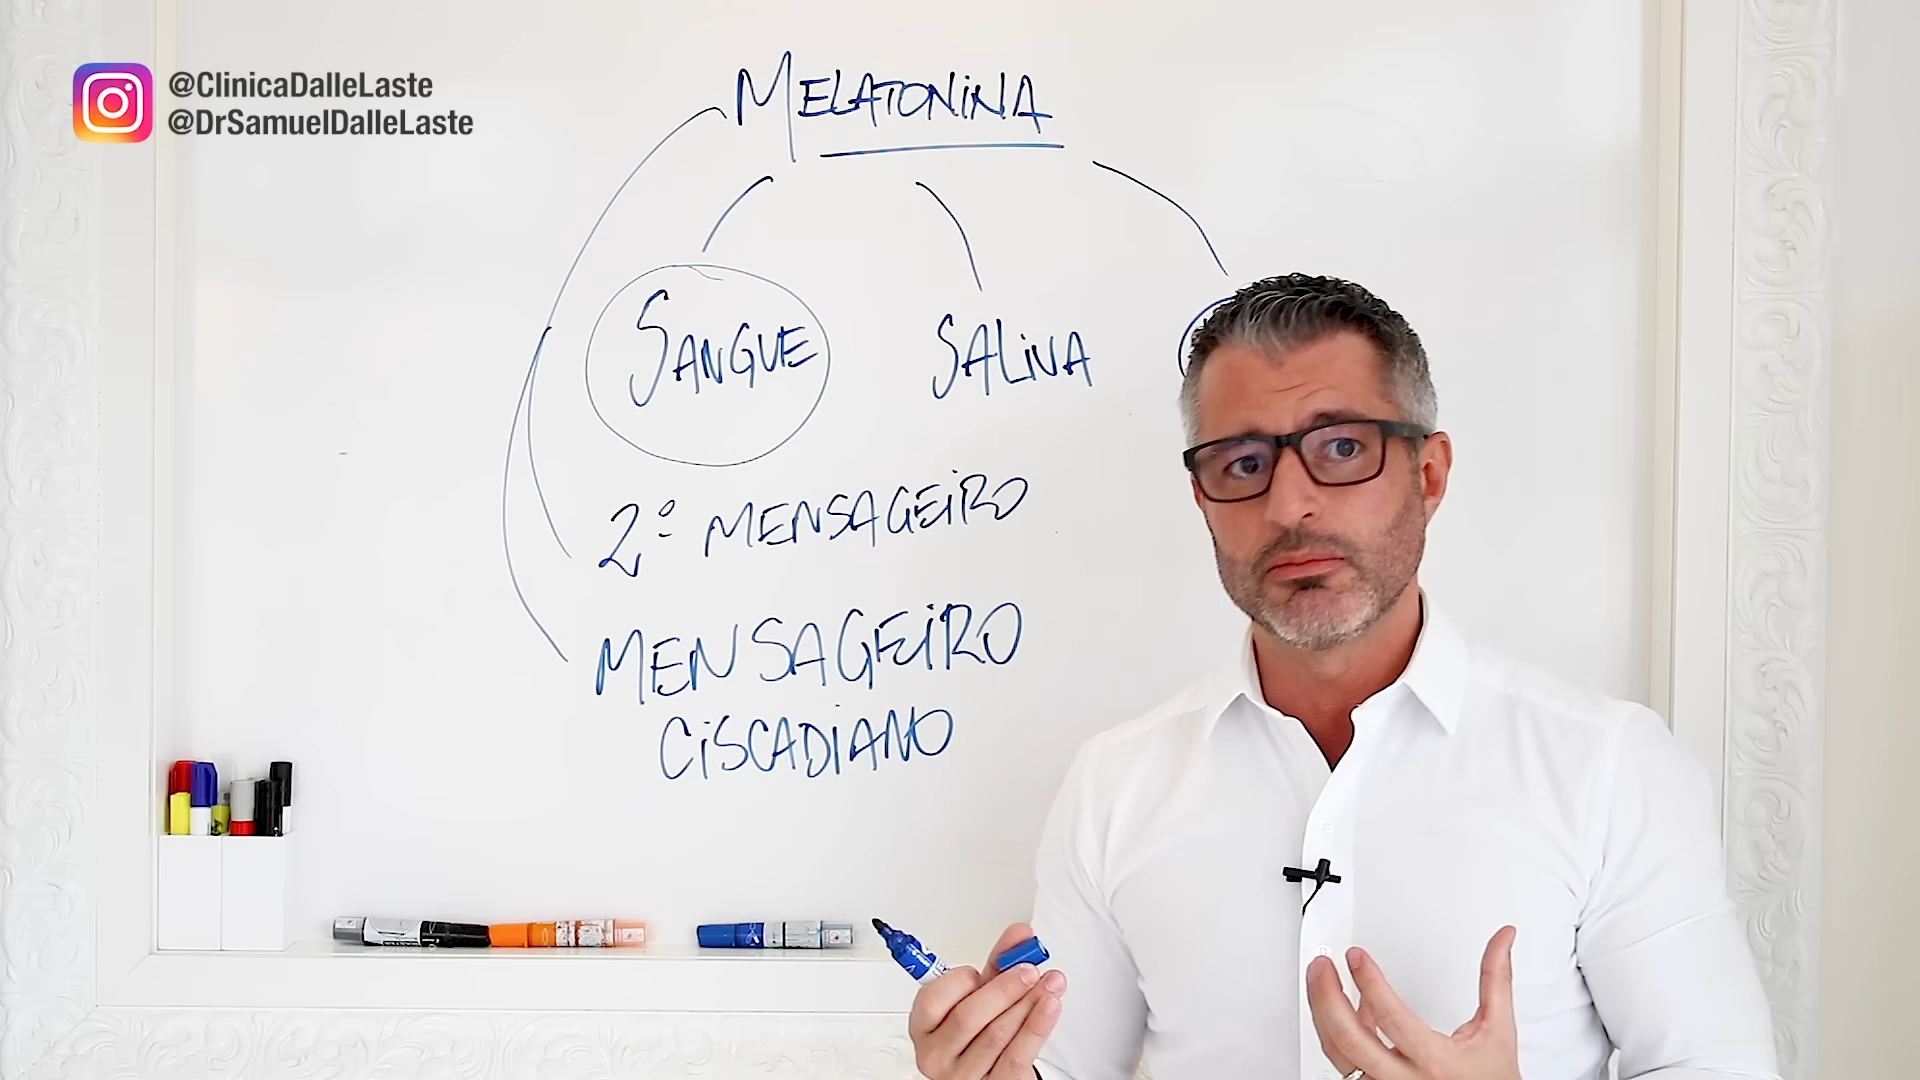 @ClinicaDalleLaste
@DrSamuelDalleLaste
MELATONINA
SANGUE SALIVA
2º MENSAGEIRO
MENSAGEIRO
CISCADIANO